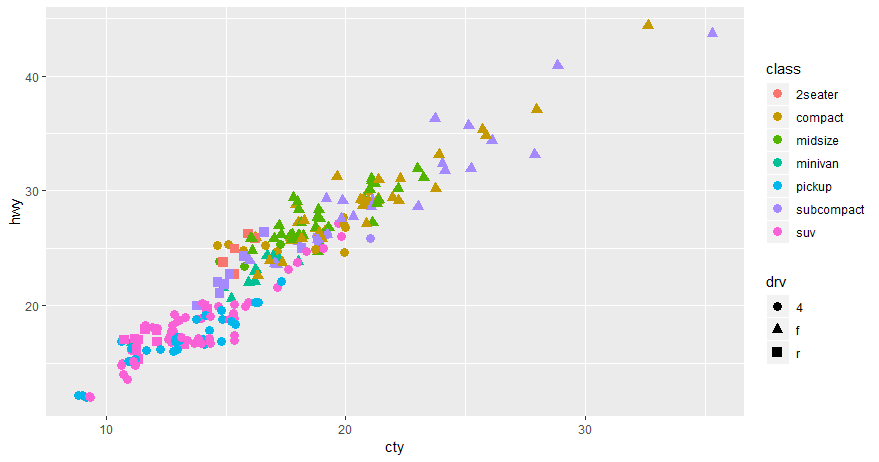 hwy
40
30
20
10
20
30
cty
class
2seater
compact
midsize
minivan
pickup
subcompact
suv
drv
4
f
r